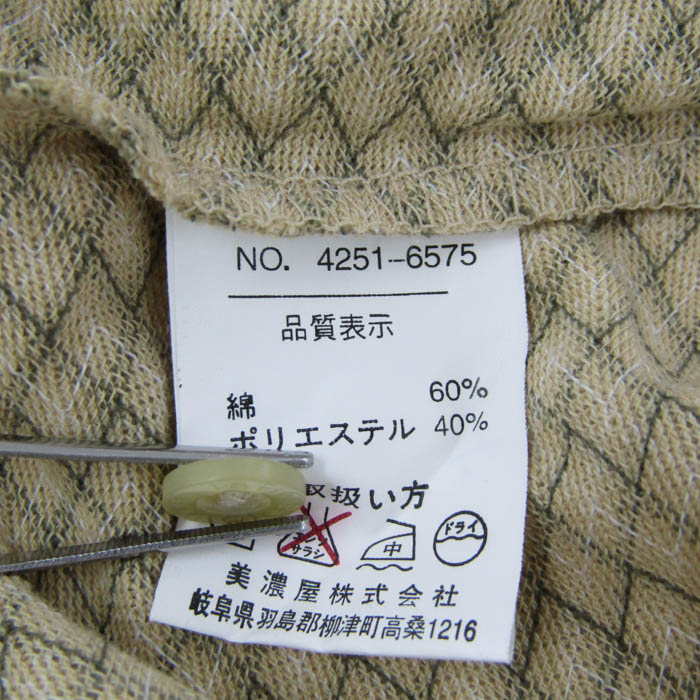 NO. 4251-6575
品質表示
綿 60%
ポリエステル 40%
取扱い方
サラシ 中 ドライ
美濃屋株式会社
岐阜県羽島郡柳津町高桑1216